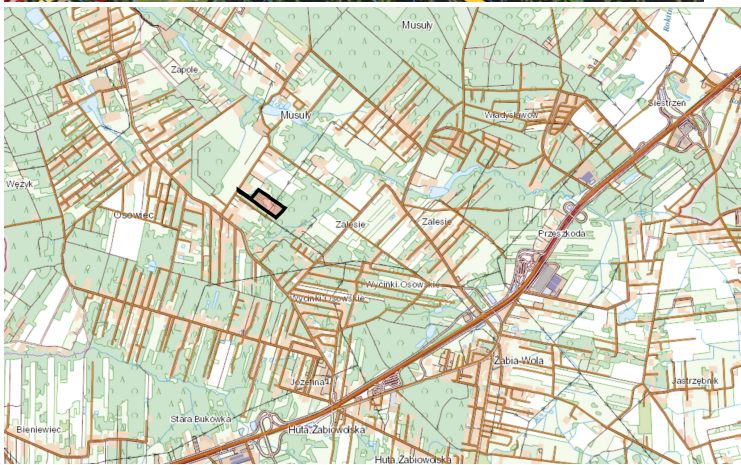 Musuły
Rokitn
Zapole
Siestrzeń
Musuły
Władysławów
Wężyk
Osowiec
Zalesie
Zalesie
Przeszkoda
Wycinki Osowskie
Wycinki Osowskie
Żabia Wola
Józefina
Jastrzębnik
Stara Bukówka
Bieniewiec
Huta Żabiowolska
Huta Żabiowolska